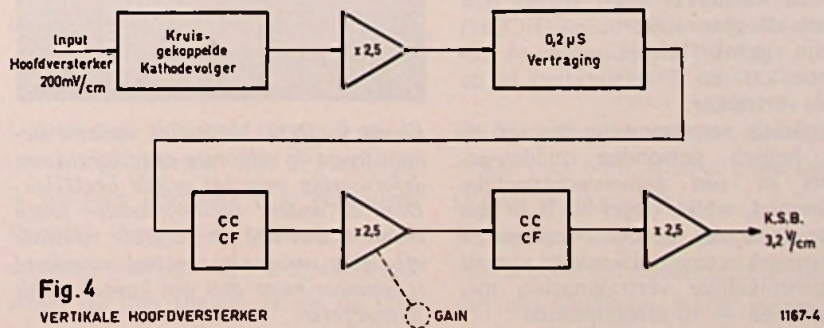 Input
Hoofdversterker
200mV/cm
Kruis-
gekoppelde
Kathodevolger
x 2,5
0,2 µS
Vertraging
CC
CF
x 2,5
CC
CF
x 2,5
K.S.B.
3,2 V/cm
Fig. 4
VERTIKALE HOOFDVERSTERKER
GAIN
1167-4